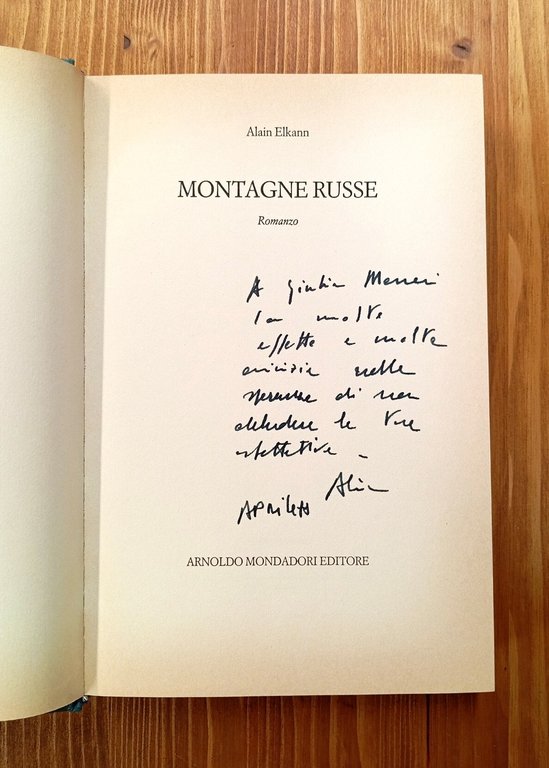 Alain Elkann
MONTAGNE RUSSE
Romanzo
A Giulia
con molto
affetto e molta
amicizia nella
speranza di non
deludere le Tue
aspettative -
Alain
APRILE
ARNOLDO MONDADORI EDITORE